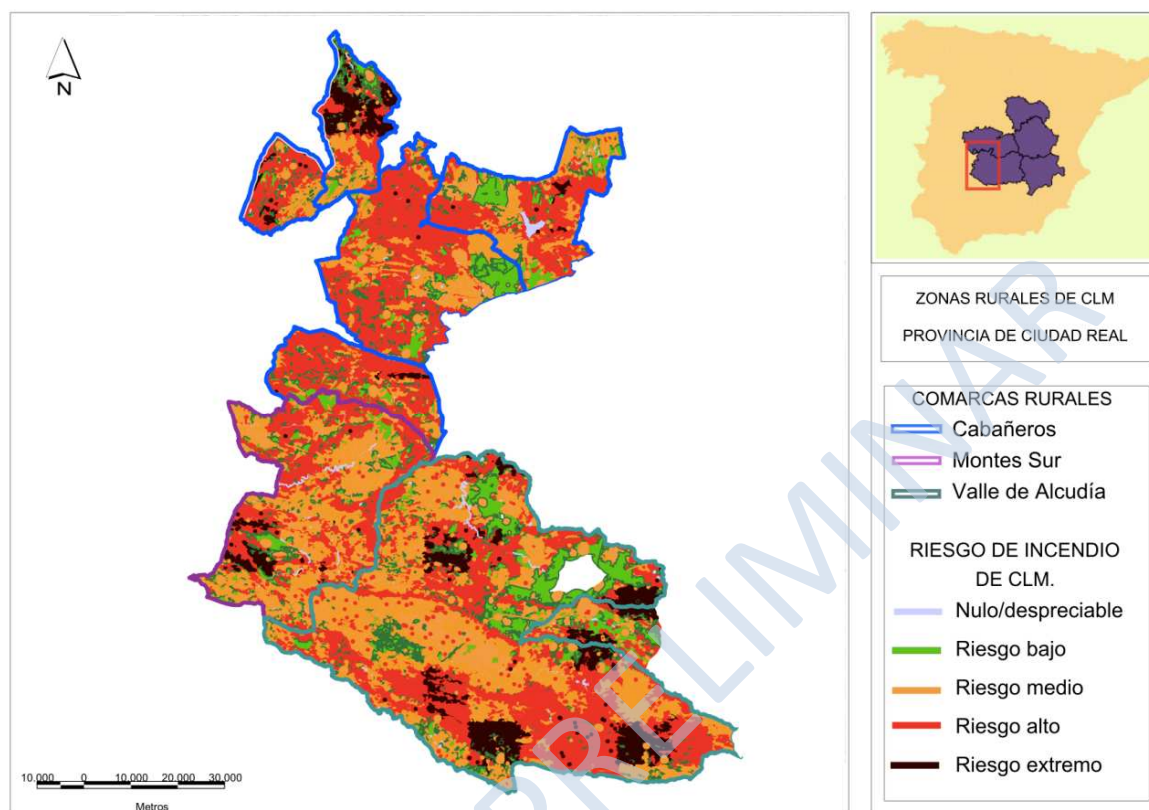 N
10.000 0 10.000 20.000 30.000
Metros
ZONAS RURALES DE CLM
PROVINCIA DE CIUDAD REAL
COMARCAS RURALES
Cabañeros
Montes Sur
Valle de Alcudía
RIESGO DE INCENDIO
DE CLM.
Nulo/despreciable
Riesgo bajo
Riesgo medio
Riesgo alto
Riesgo extremo
PRELIMINAR